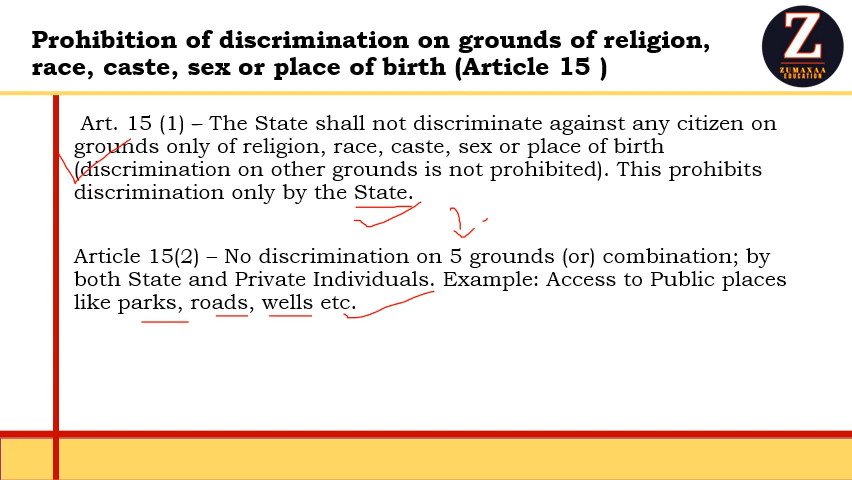 Prohibition of discrimination on grounds of religion,
race, caste, sex or place of birth (Article 15 )
Z
ZUMAXAA
EDUCATION
Art. 15 (1) – The State shall not discriminate against any citizen on
grounds only of religion, race, caste, sex or place of birth
(discrimination on other grounds is not prohibited). This prohibits
discrimination only by the State.
Article 15(2) – No discrimination on 5 grounds (or) combination; by
both State and Private Individuals. Example: Access to Public places
like parks, roads, wells etc.